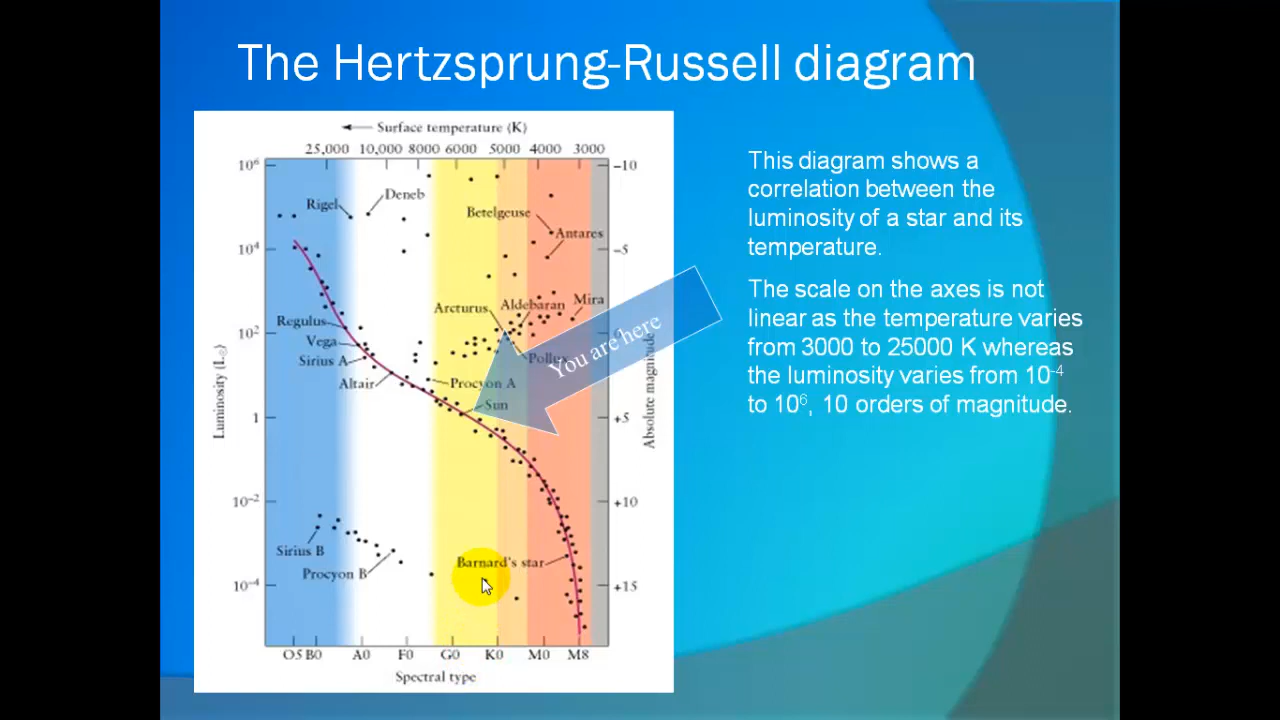 The Hertzsprung-Russell diagram
Surface temperature (K)
25,000 10,000 8000 6000 5000 4000 3000
10⁶
10⁴
10²
1
10⁻²
10⁻⁴
Luminosity (L☉)
−10
−5
+5
+10
+15
Absolute magnitude
Rigel
Deneb
Betelgeuse
Antares
Arcturus
Aldebaran
Mira
Regulus
Vega
Sirius A
Altair
Pollux
Procyon A
Sun
You are here
Sirius B
Procyon B
Barnard's star
O5 B0 A0 F0 G0 K0 M0 M8
Spectral type
This diagram shows a
correlation between the
luminosity of a star and its
temperature.
The scale on the axes is not
linear as the temperature varies
from 3000 to 25000 K whereas
the luminosity varies from 10⁻⁴
to 10⁶, 10 orders of magnitude.